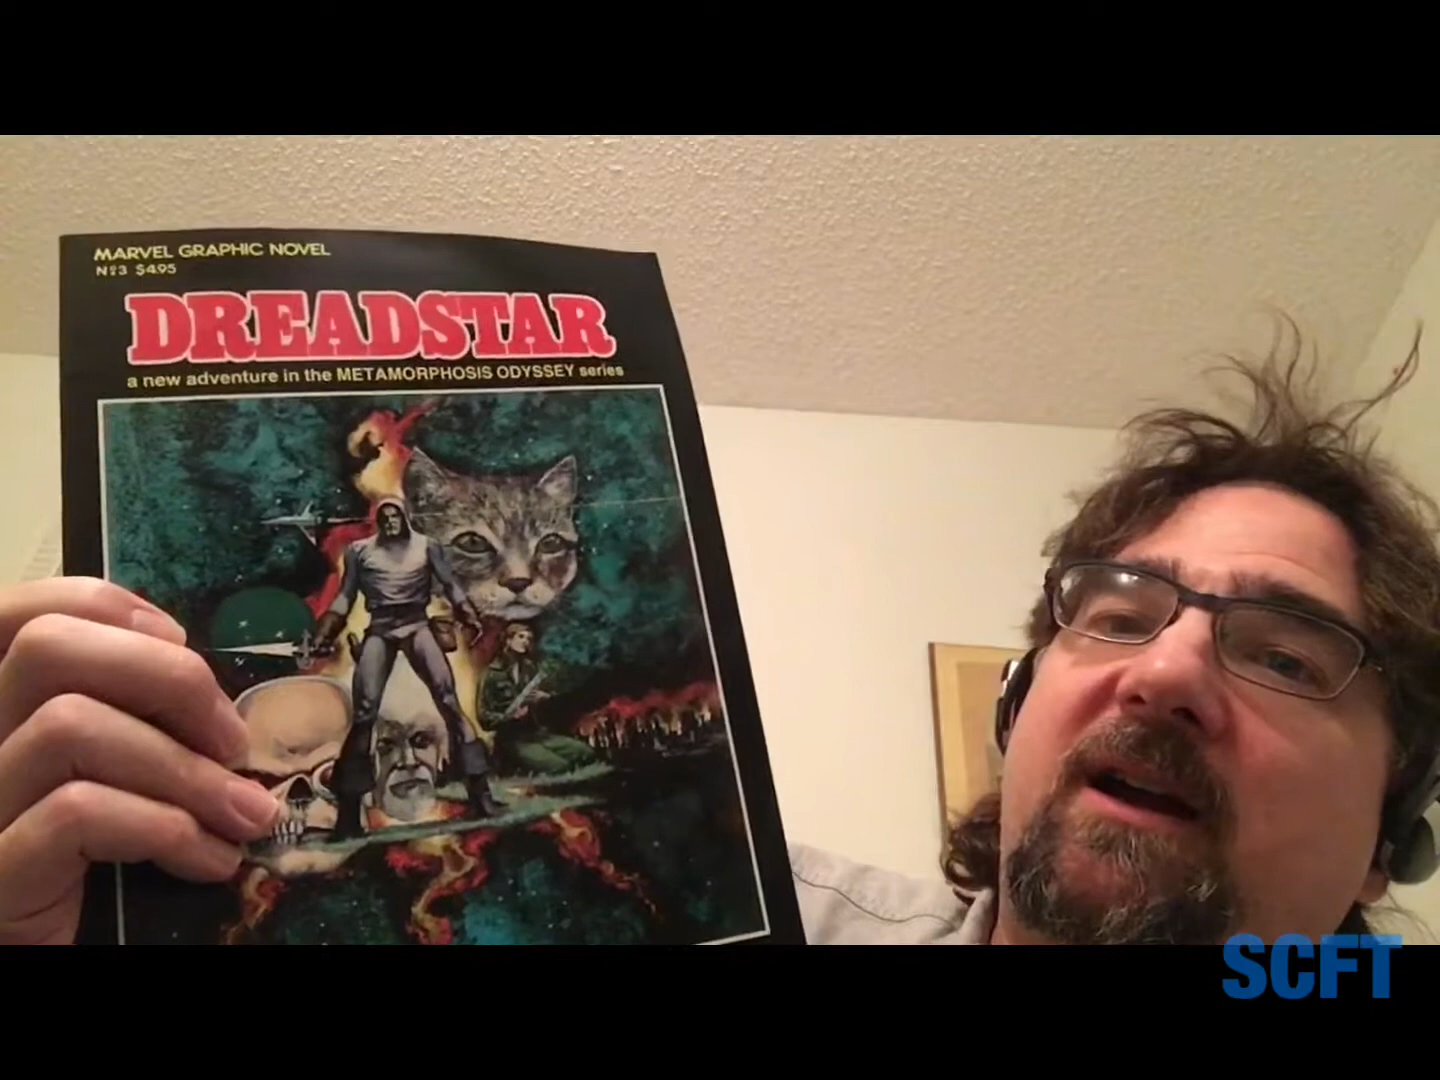 MARVEL GRAPHIC NOVEL
Nº3 $4.95
DREADSTAR
a new adventure in the METAMORPHOSIS ODYSSEY series
SCFT